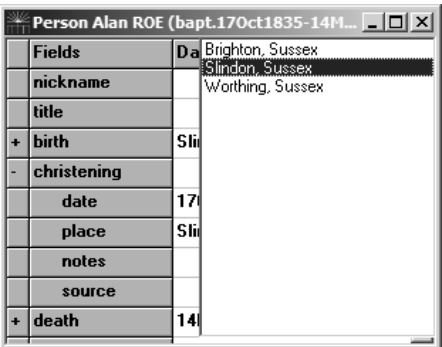 Person Alan ROE (bapt.17Oct1835-14M...
Fields Da
nickname
title
+ birth Sli
- christening
date 17
place Sli
notes
source
+ death 14
Brighton, Sussex
Slindon, Sussex
Worthing, Sussex